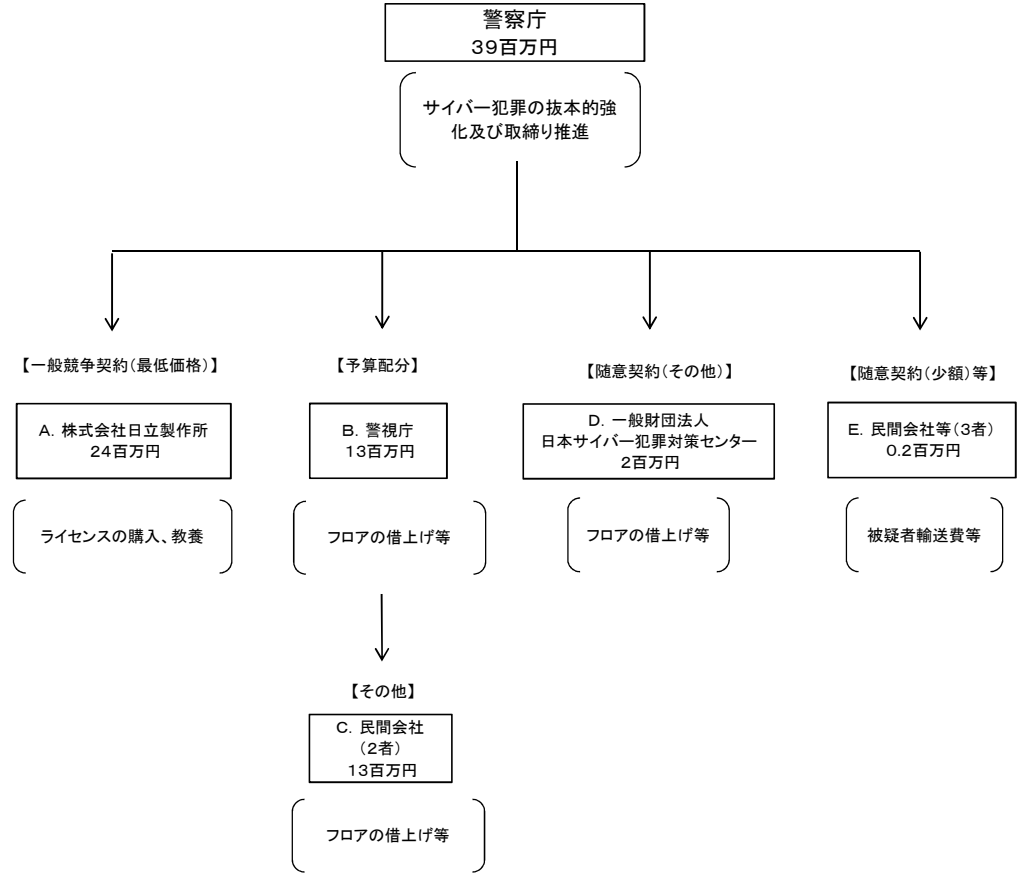 警察庁
39百万円
サイバー犯罪の抜本的強
化及び取締り推進
【一般競争契約(最低価格)】
A. 株式会社日立製作所
24百万円
ライセンスの購入、教養
【予算配分】
B. 警視庁
13百万円
フロアの借上げ等
【その他】
C. 民間会社
(2者)
13百万円
フロアの借上げ等
【随意契約(その他)】
D. 一般財団法人
日本サイバー犯罪対策センター
2百万円
フロアの借上げ等
【随意契約(少額)等】
E. 民間会社等(3者)
0.2百万円
被疑者輸送費等